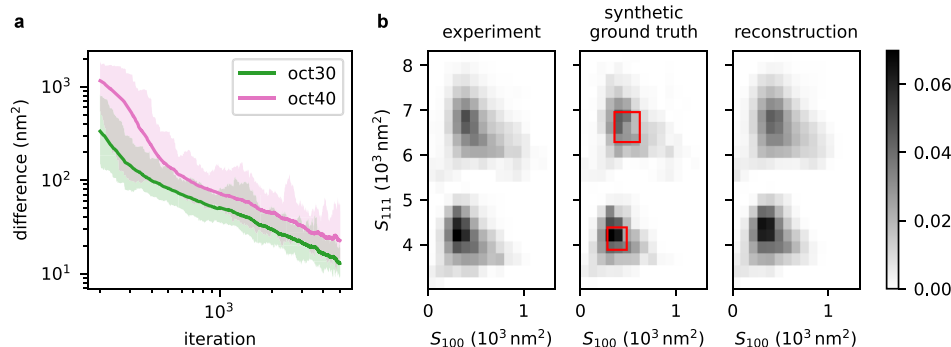 a
oct30
oct40
10³
10²
10¹
difference (nm²)
10³
iteration
b
experiment
synthetic
ground truth
reconstruction
8
6
4
S₁₁₁ (10³ nm²)
0
1
0
1
0
1
S₁₀₀ (10³ nm²)
S₁₀₀ (10³ nm²)
S₁₀₀ (10³ nm²)
0.06
0.04
0.02
0.00